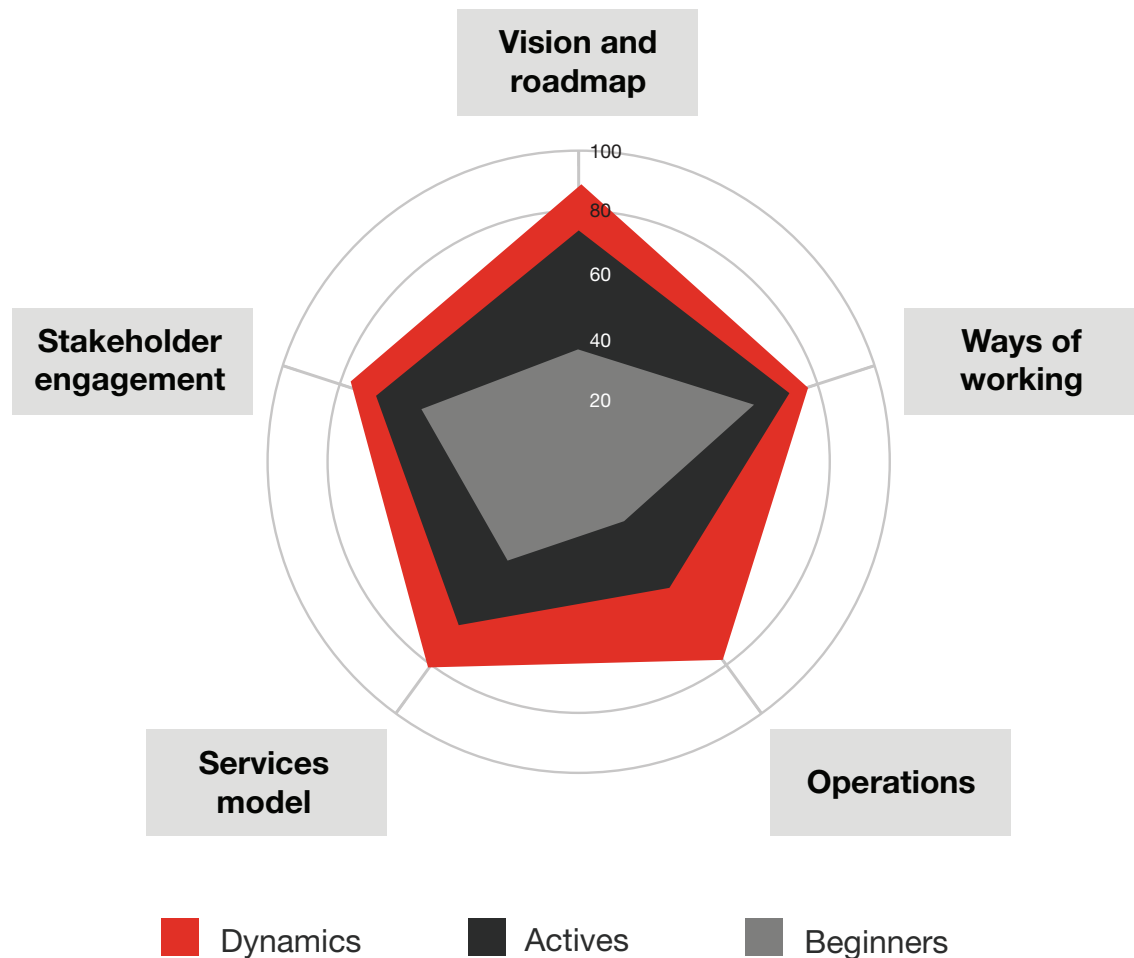 Vision and
roadmap
100
80
60
40
20
Stakeholder
engagement
Ways of
working
Services
model
Operations
Dynamics
Actives
Beginners